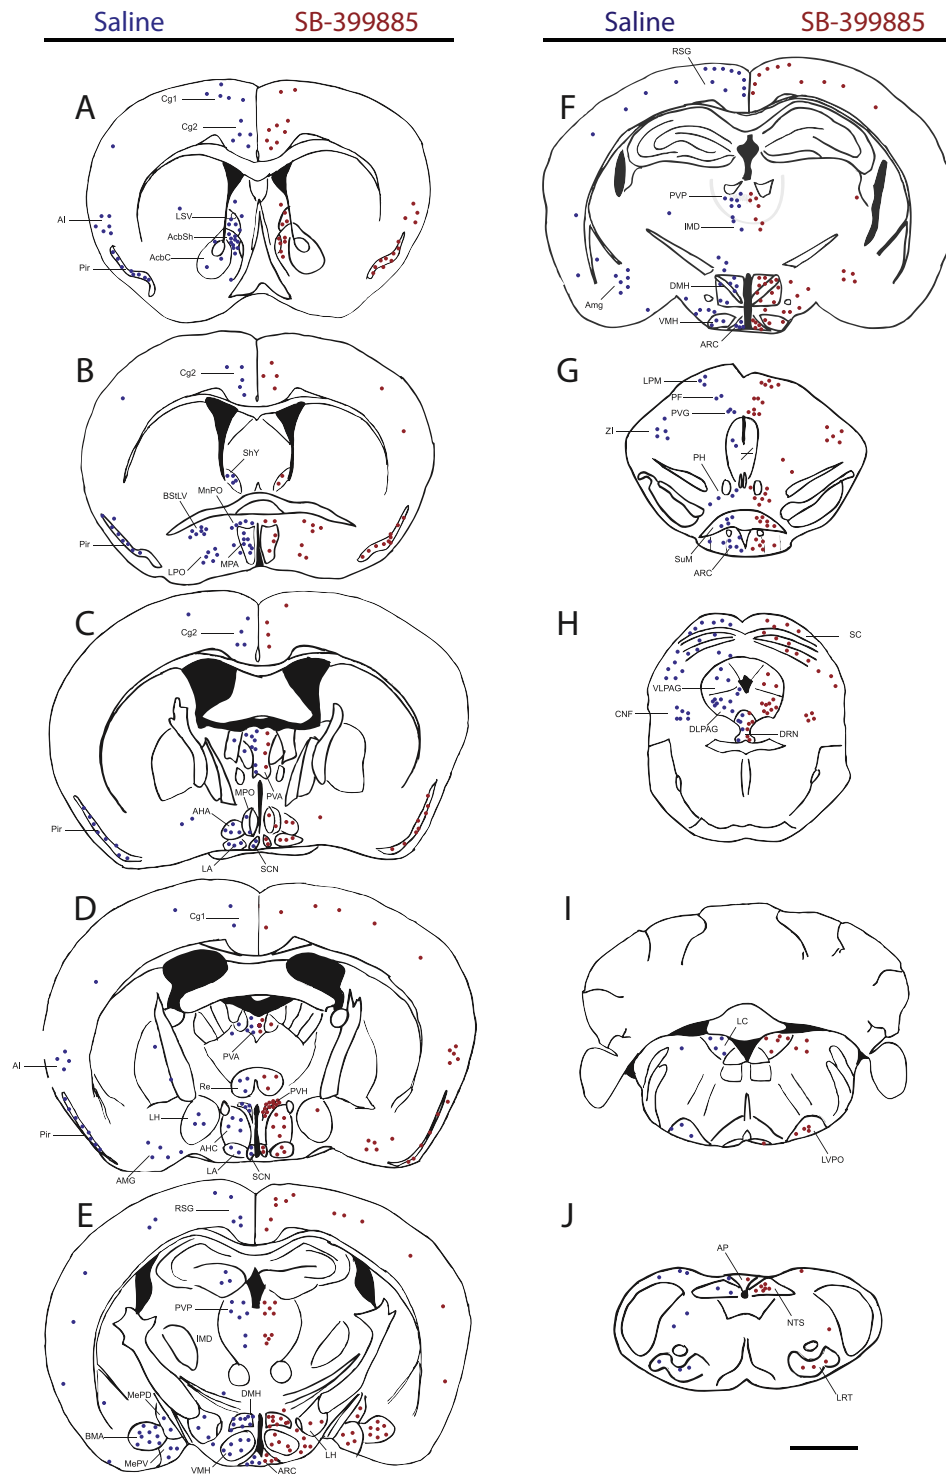 Saline SB-399885
A
Cg1
Cg2
AI
LSV
AcbSh
AcbC
Pir
B
Cg2
ShY
MnPO
BStLV
Pir
LPO
MPA
C
Cg2
MPO
PVA
AHA
Pir
LA
SCN
D
Cg1
PVA
AI
Re
PVH
LH
Pir
AHC
LA
AMG
SCN
E
RSG
PVP
IMD
MePD
DMH
BMA
MePV
VMH
ARC
LH
Saline SB-399885
RSG
F
PVP
IMD
DMH
Amg
VMH
ARC
G
LPM
PF
PVG
ZI
PH
SuM
ARC
H
SC
VLPAG
CNF
DLPAG
DRN
I
LC
LVPO
J
AP
NTS
LRT